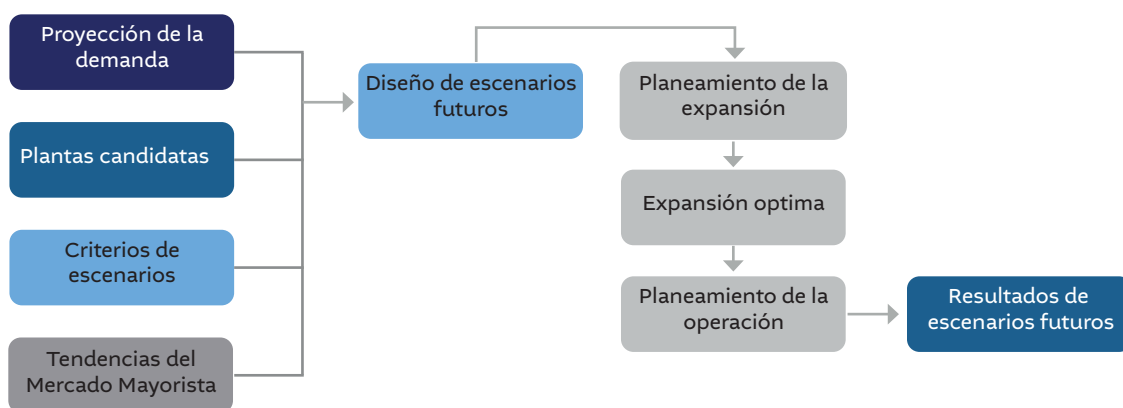 Proyección de la
demanda
Plantas candidatas
Criterios de
escenarios
Tendencias del
Mercado Mayorista
Diseño de escenarios
futuros
Planeamiento de la
expansión
Expansión optima
Planeamiento de la
operación
Resultados de
escenarios futuros